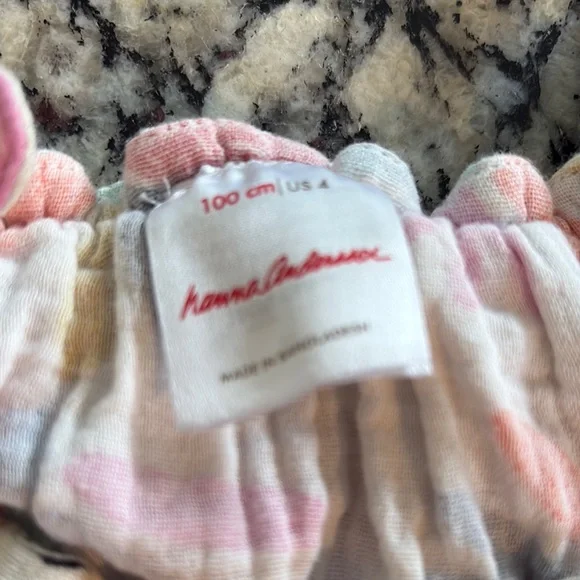 100 cm | US 4
hanna andersson
MADE IN